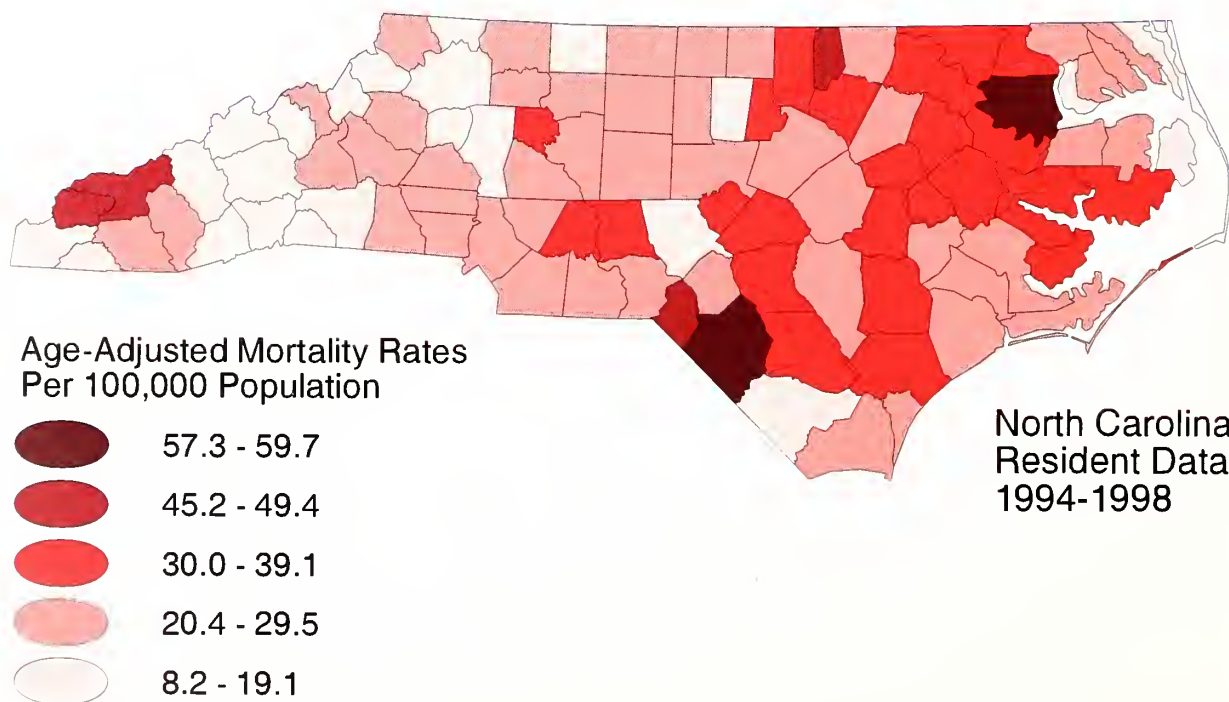 Age-Adjusted Mortality Rates
Per 100,000 Population
57.3 - 59.7
45.2 - 49.4
30.0 - 39.1
20.4 - 29.5
8.2 - 19.1
North Carolina
Resident Data
1994-1998